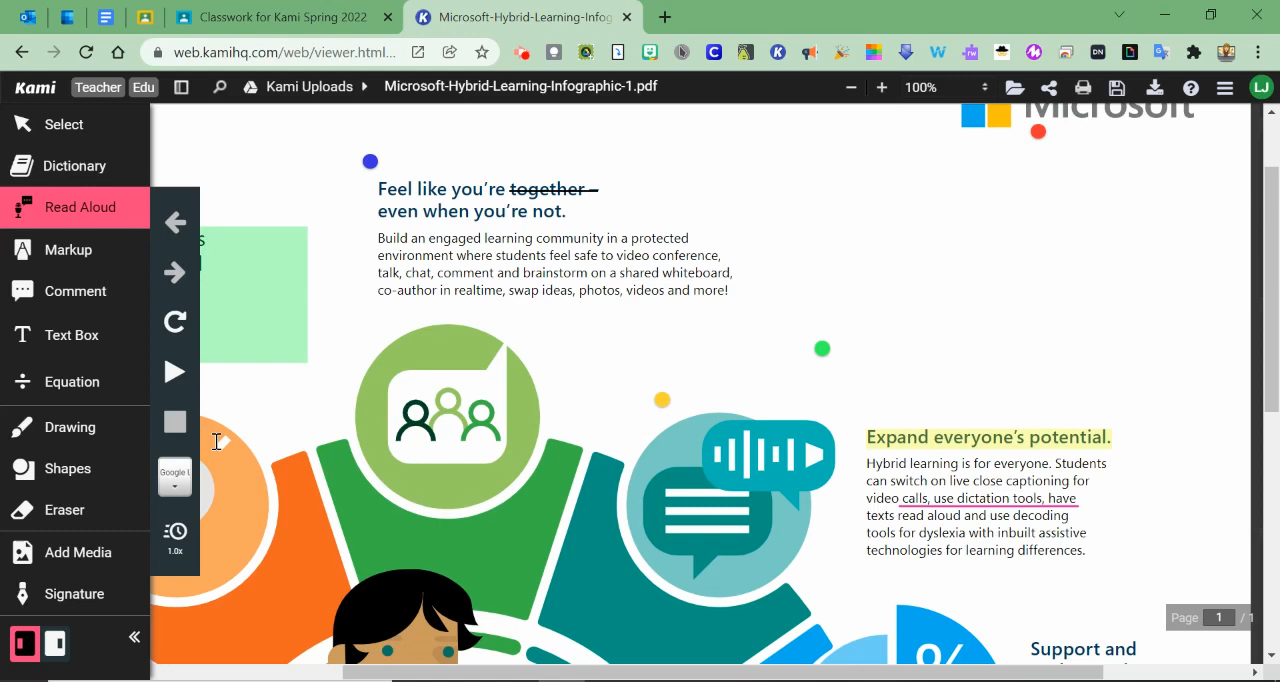 Classwork for Kami Spring 2022
Microsoft-Hybrid-Learning-Infog
web.kamihq.com/web/viewer.html...
Kami
Teacher
Edu
Kami Uploads
Microsoft-Hybrid-Learning-Infographic-1.pdf
100%
LJ
Select
Dictionary
Read Aloud
Markup
Comment
Text Box
Equation
Drawing
Shapes
Eraser
Add Media
Signature
Google U
1.0x
Microsoft
Feel like you're together –
even when you're not.
Build an engaged learning community in a protected
environment where students feel safe to video conference,
talk, chat, comment and brainstorm on a shared whiteboard,
co-author in realtime, swap ideas, photos, videos and more!
Expand everyone's potential.
Hybrid learning is for everyone. Students
can switch on live close captioning for
video calls, use dictation tools, have
texts read aloud and use decoding
tools for dyslexia with inbuilt assistive
technologies for learning differences.
Page 1 / 1
Support and
%